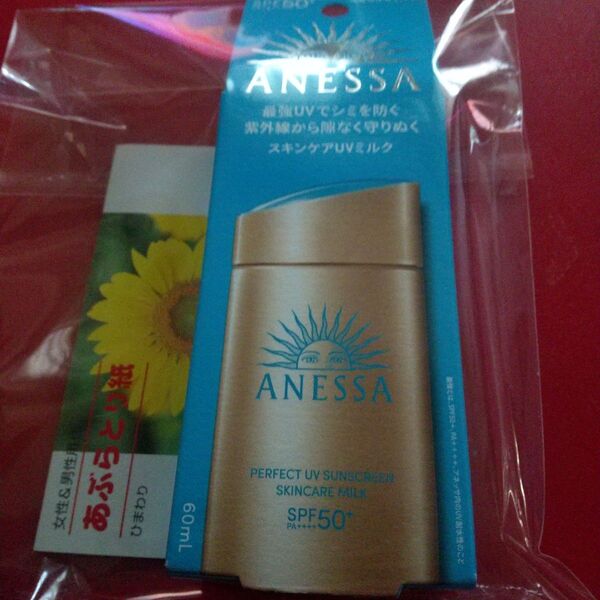 SPF50+
ANESSA
最強UVでシミを防ぐ
紫外線から隙なく守りぬく
スキンケアUVミルク
ANESSA
PERFECT UV SUNSCREEN
SKINCARE MILK
SPF50+
PA++++
60mL
女性&男性用
あぶらとり紙
ひまわり